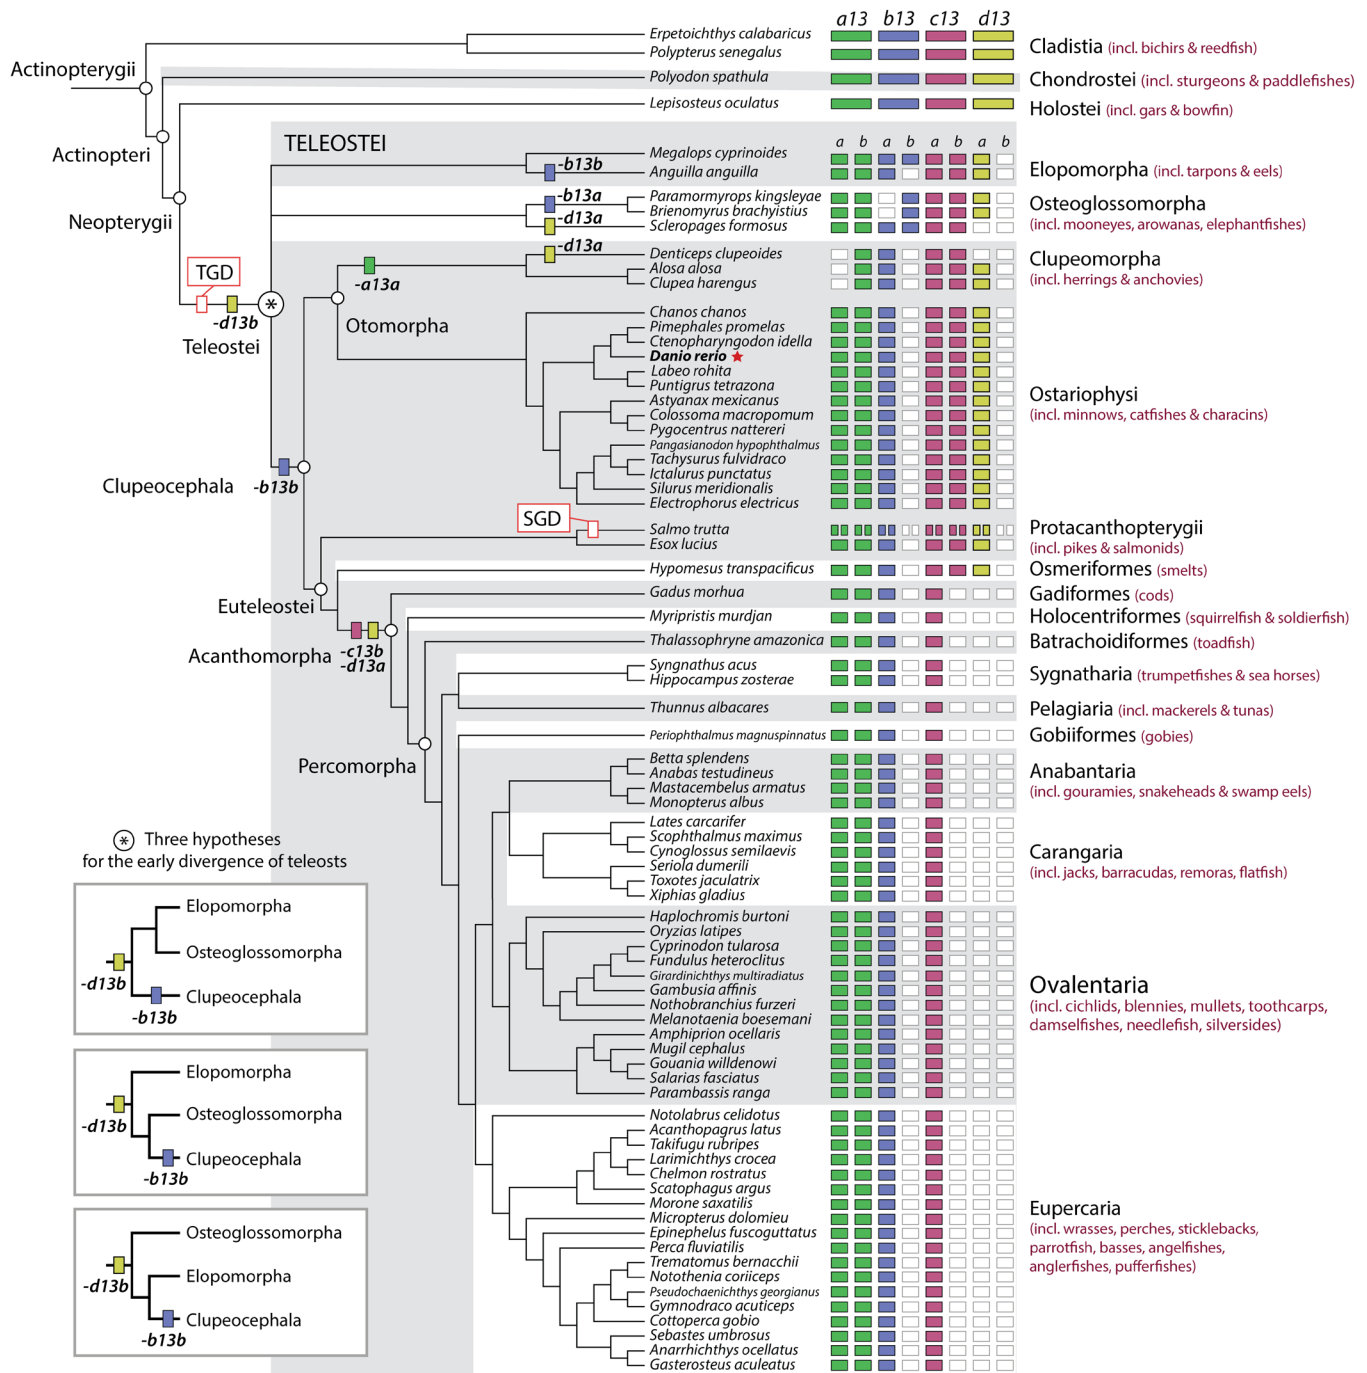 a13 b13 c13 d13
Erpetoichthys calabaricus
Polypterus senegalus
Cladistia (incl. bichirs & reedfish)
Actinopterygii
Polyodon spathula
Chondrostei (incl. sturgeons & paddlefishes)
Lepisosteus oculatus
Holostei (incl. gars & bowfin)
Actinopteri
TELEOSTEI
a b a b a b a b
Megalops cyprinoides
-b13b
Anguilla anguilla
Elopomorpha (incl. tarpons & eels)
Neopterygii
-b13a
Paramormyrops kingsleyae
Brienomyrus brachyistius
-d13a
Scleropages formosus
Osteoglossomorpha
(incl. mooneyes, arowanas, elephantfishes)
-d13a
Denticeps clupeoides
Alosa alosa
Clupea harengus
Clupeomorpha
(incl. herrings & anchovies)
TGD
-a13a
*
-d13b
Otomorpha
Teleostei
Chanos chanos
Pimephales promelas
Ctenopharyngodon idella
Danio rerio
Labeo rohita
Puntigrus tetrazona
Astyanax mexicanus
Colossoma macropomum
Pygocentrus nattereri
Pangasianodon hypophthalmus
Tachysurus fulvidraco
Ictalurus punctatus
Silurus meridionalis
Electrophorus electricus
Ostariophysi
(incl. minnows, catfishes & characins)
Clupeocephala
-b13b
SGD
Salmo trutta
Esox lucius
Protacanthopterygii
(incl. pikes & salmonids)
Hypomesus transpacificus
Osmeriformes (smelts)
Euteleostei
Gadus morhua
Gadiformes (cods)
Myripristis murdjan
Holocentriformes (squirrelfish & soldierfish)
Acanthomorpha
-c13b
-d13a
Thalassophryne amazonica
Batrachoidiformes (toadfish)
Syngnathus acus
Hippocampus zosterae
Sygnatharia (trumpetfishes & sea horses)
Thunnus albacares
Pelagiaria (incl. mackerels & tunas)
Periophthalmus magnuspinnatus
Gobiiformes (gobies)
Percomorpha
Betta splendens
Anabas testudineus
Mastacembelus armatus
Monopterus albus
Anabantaria
(incl. gouramies, snakeheads & swamp eels)
Lates carcarifer
Scophthalmus maximus
Cynoglossus semilaevis
Seriola dumerili
Toxotes jaculatrix
Xiphias gladius
Carangaria
(incl. jacks, barracudas, remoras, flatfish)
Haplochromis burtoni
Oryzias latipes
Cyprinodon tularosa
Fundulus heteroclitus
Girardinichthys multiradiatus
Gambusia affinis
Nothobranchius furzeri
Melanotaenia boesemani
Amphiprion ocellaris
Mugil cephalus
Gouania willdenowi
Salarias fasciatus
Parambassis ranga
Ovalentaria
(incl. cichlids, blennies, mullets, toothcarps,
damselfishes, needlefish, silversides)
Notolabrus celidotus
Acanthopagrus latus
Takifugu rubripes
Larimichthys crocea
Chelmon rostratus
Scatophagus argus
Morone saxatilis
Micropterus dolomieu
Epinephelus fuscoguttatus
Perca fluviatilis
Trematomus bernacchii
Notothenia coriiceps
Pseudochaenichthys georgianus
Gymnodraco acuticeps
Cottoperca gobio
Sebastes umbrosus
Anarrhichthys ocellatus
Gasterosteus aculeatus
Eupercaria
(incl. wrasses, perches, sticklebacks,
parrotfish, basses, angelfishes,
anglerfishes, pufferfishes)
* Three hypotheses
for the early divergence of teleosts
Elopomorpha
Osteoglossomorpha
-d13b
Clupeocephala
-b13b
Elopomorpha
Osteoglossomorpha
-d13b
Clupeocephala
-b13b
Osteoglossomorpha
Elopomorpha
-d13b
Clupeocephala
-b13b